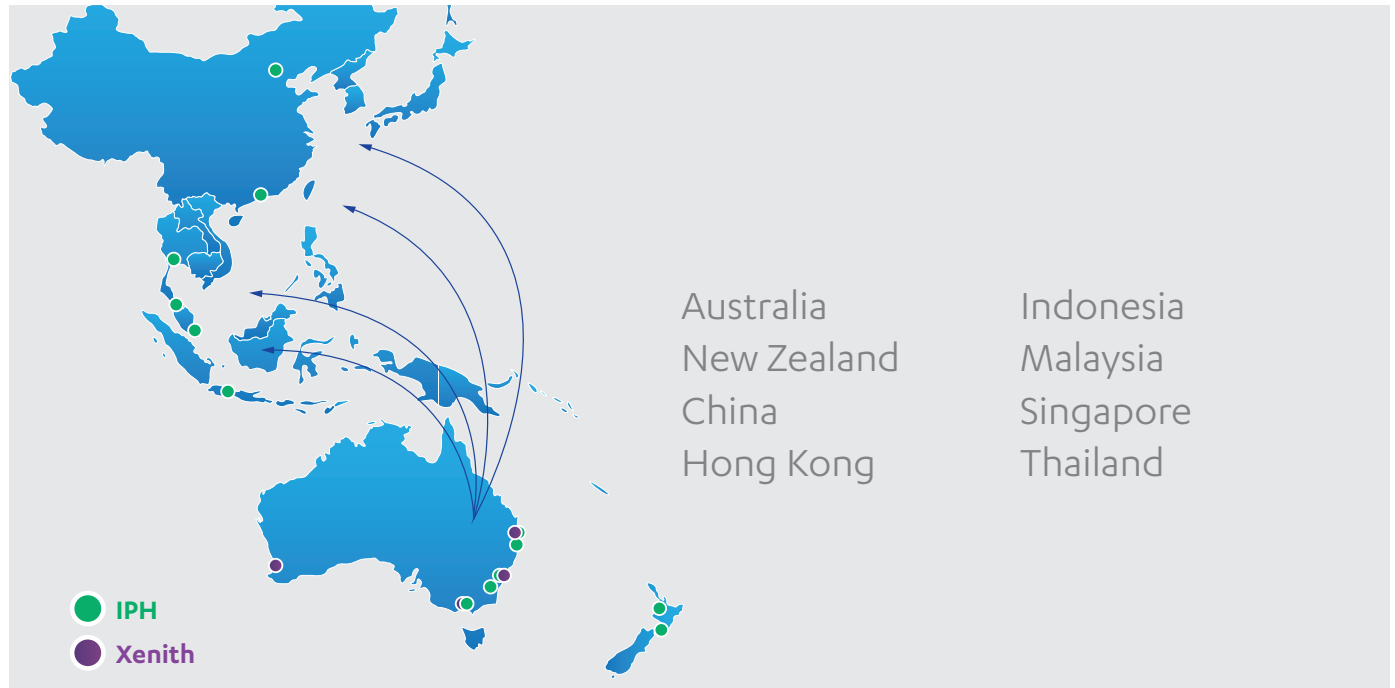 Australia
New Zealand
China
Hong Kong
Indonesia
Malaysia
Singapore
Thailand
IPH
Xenith